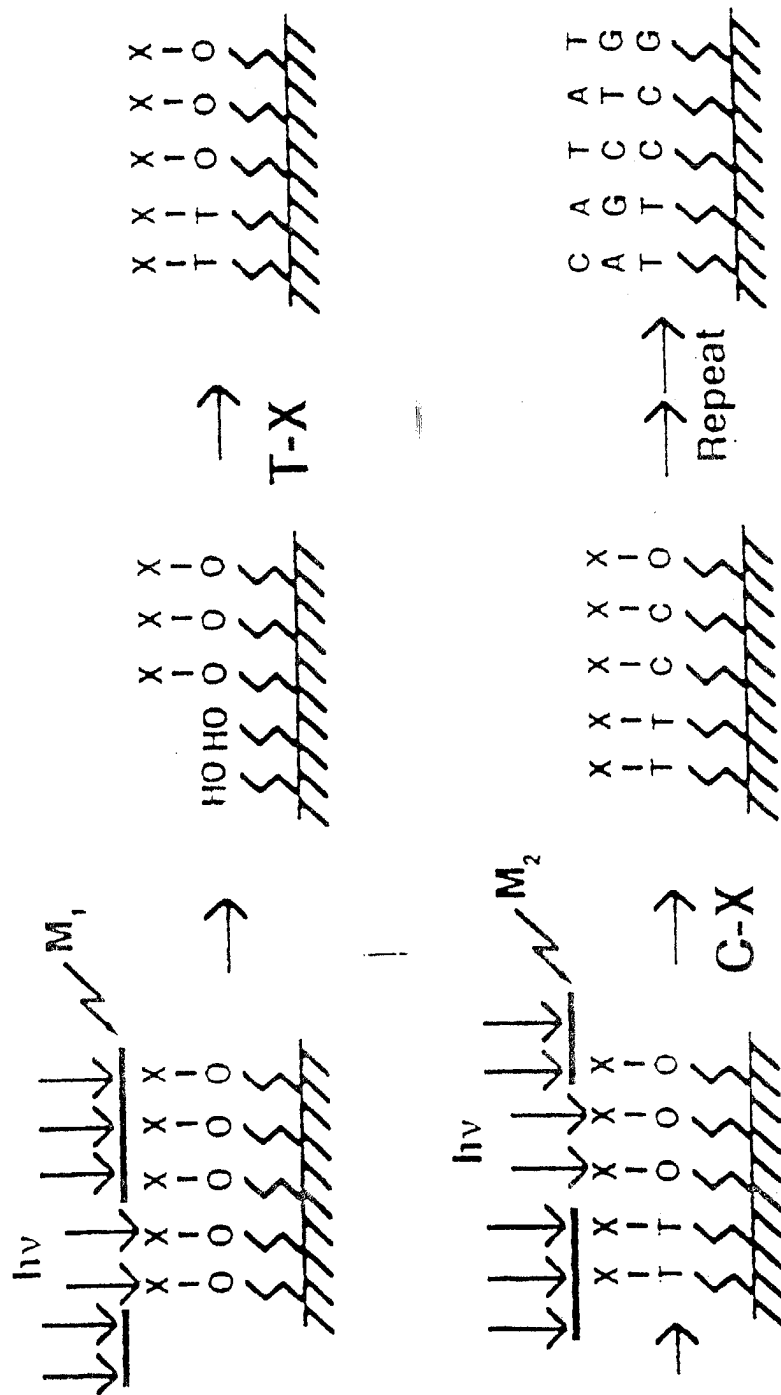 hν
M₁
X X X X X
O O O O O
X X X
HO HO O O O
T-X
X X X X X
T T O O O
hν
M₂
X X X X X
T T O O O
C-X
X X X X X
T T C C O
Repeat
C A T A T
A G C T G
T T C C G